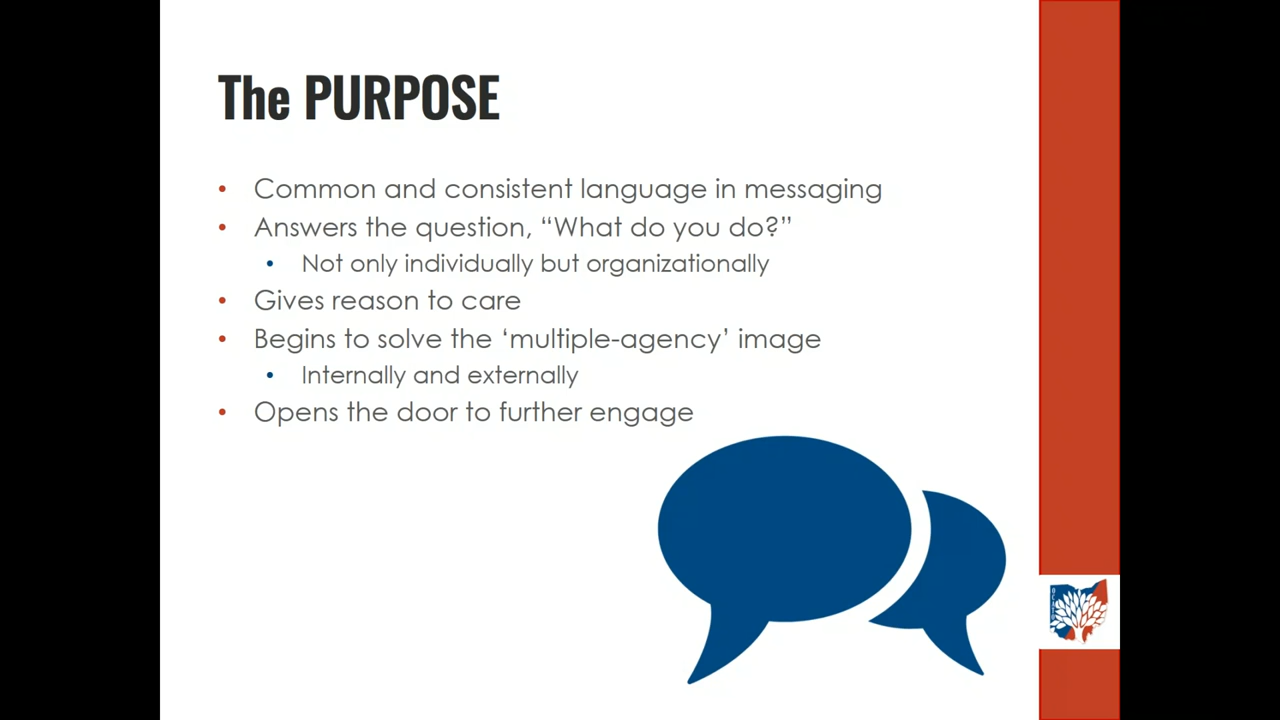 The PURPOSE
• Common and consistent language in messaging
• Answers the question, “What do you do?”
• Not only individually but organizationally
• Gives reason to care
• Begins to solve the ‘multiple-agency’ image
• Internally and externally
• Opens the door to further engage